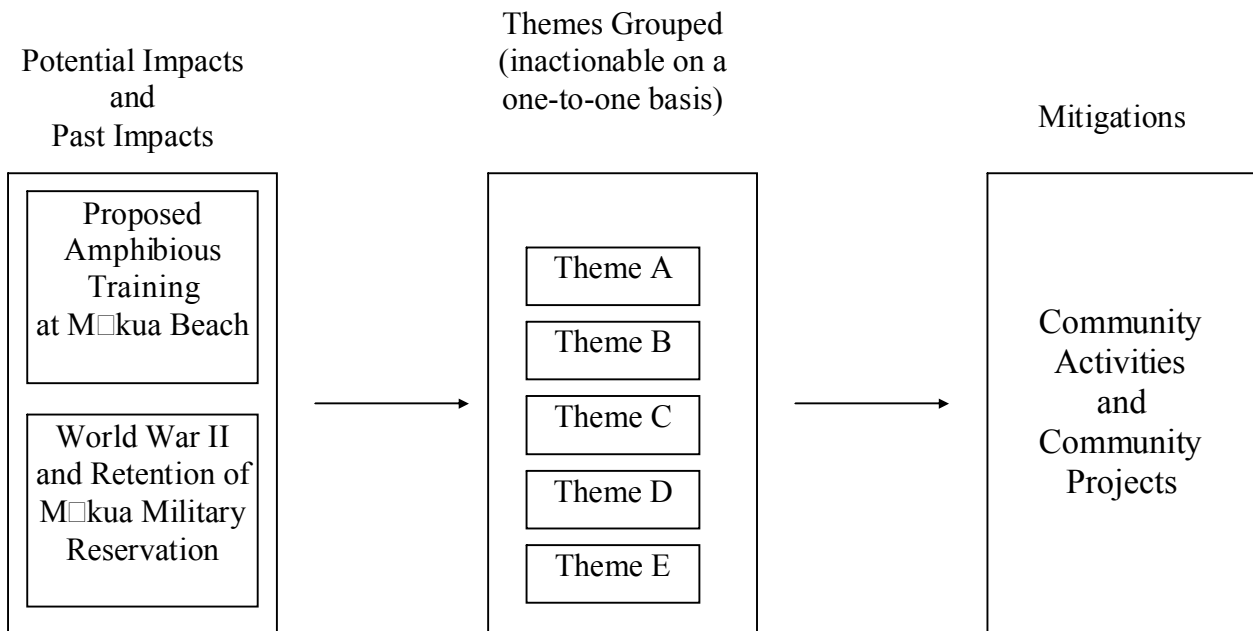 Potential Impacts
and
Past Impacts
Proposed
Amphibious
Training
at M□kua Beach
World War II
and Retention of
M□kua Military
Reservation
Themes Grouped
(inactionable on a
one-to-one basis)
Theme A
Theme B
Theme C
Theme D
Theme E
Mitigations
Community
Activities
and
Community
Projects